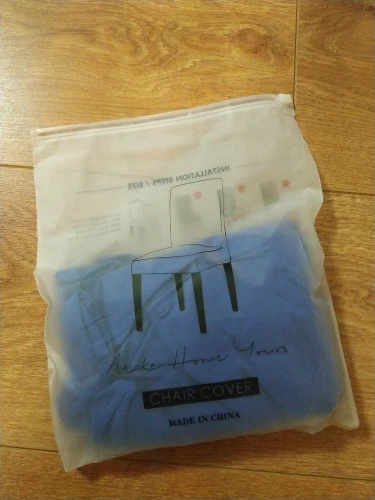 INSTALLATION STEPS / SIZE
Make Home Yours
CHAIR COVER
MADE IN CHINA